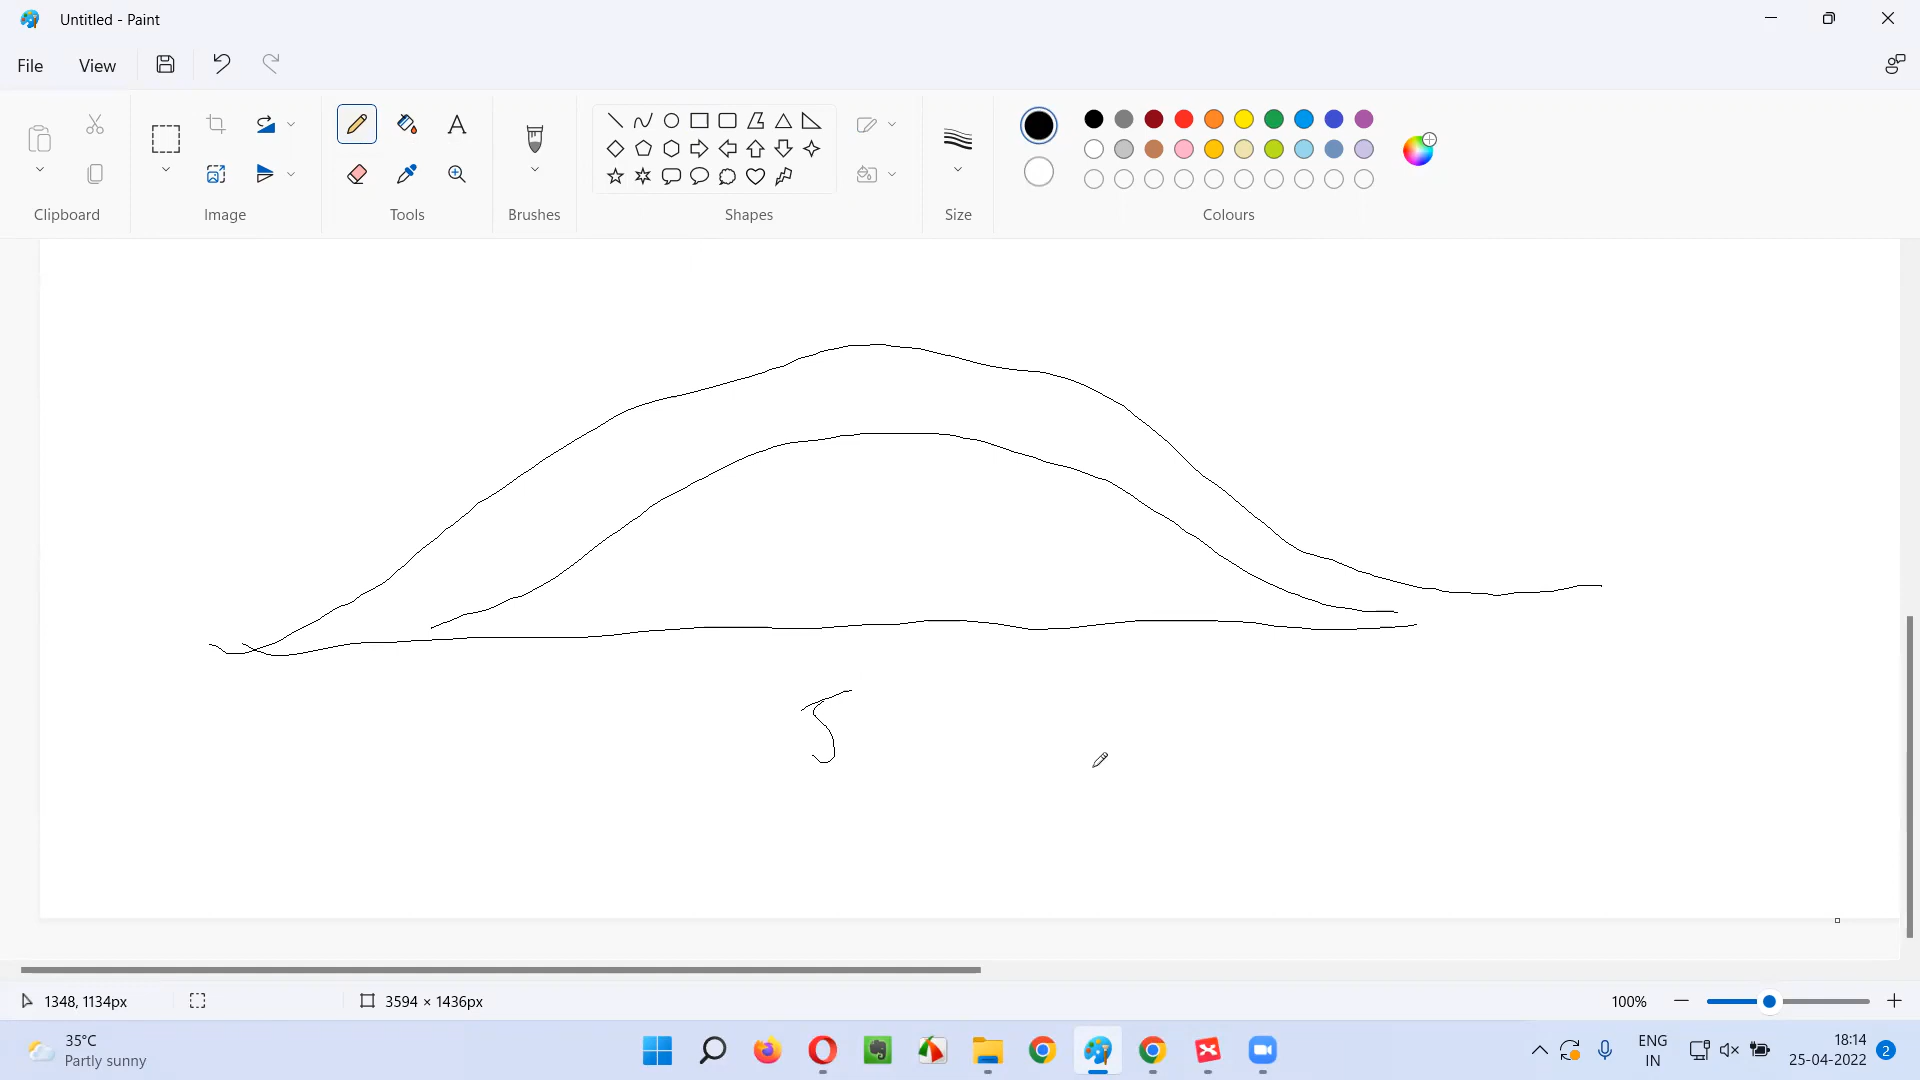 Untitled - Paint
File View
Clipboard Image Tools Brushes Shapes Size Colours
1348, 1134px 3594 × 1436px 100%
35°C ENG 18:14
Partly sunny IN 25-04-2022 2